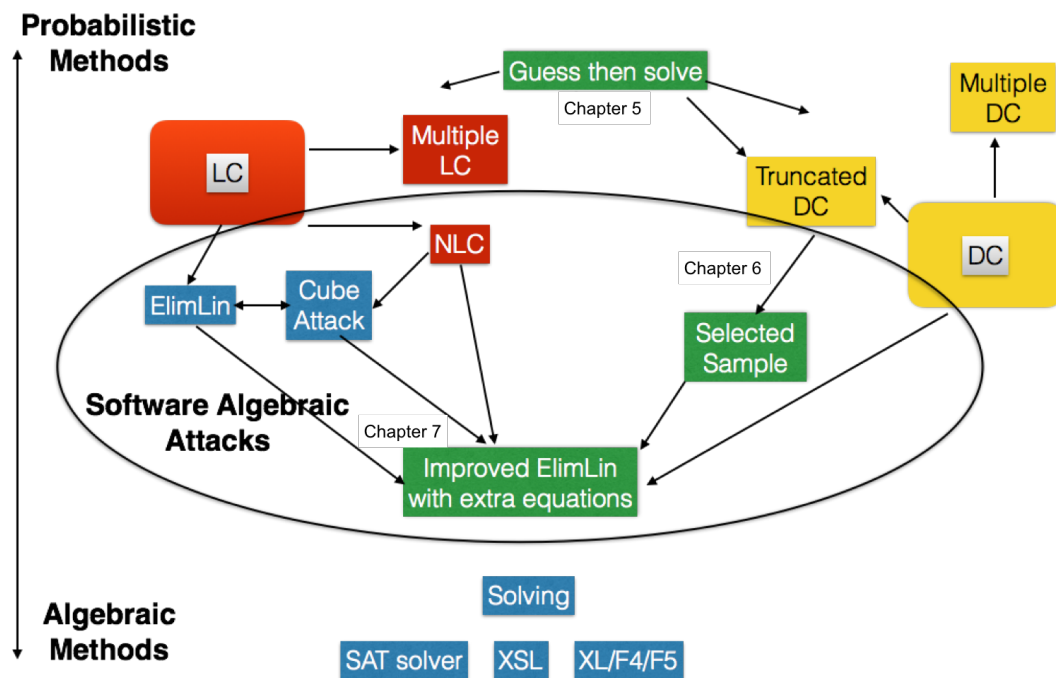 Probabilistic
Methods
Guess then solve
Chapter 5
Multiple
DC
LC
Multiple
LC
Truncated
DC
NLC
DC
Chapter 6
ElimLin
Cube
Attack
Selected
Sample
Software Algebraic
Attacks
Chapter 7
Improved ElimLin
with extra equations
Solving
Algebraic
Methods
SAT solver
XSL
XL/F4/F5